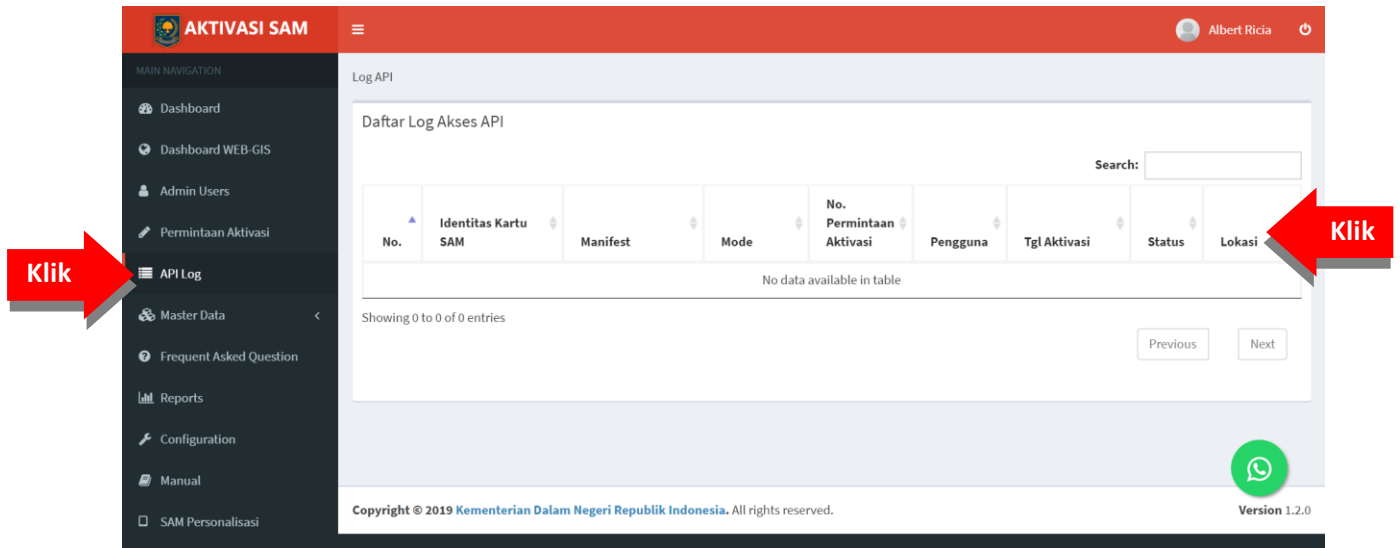 AKTIVASI SAM
Albert Ricia
MAIN NAVIGATION
Dashboard
Dashboard WEB-GIS
Admin Users
Permintaan Aktivasi
Klik
API Log
Master Data
Frequent Asked Question
Reports
Configuration
Manual
SAM Personalisasi
Log API
Daftar Log Akses API
Search:
No.
Identitas Kartu
SAM
Manifest
Mode
No.
Permintaan
Aktivasi
Pengguna
Tgl Aktivasi
Status
Lokasi
Klik
No data available in table
Showing 0 to 0 of 0 entries
Previous
Next
Copyright © 2019 Kementerian Dalam Negeri Republik Indonesia. All rights reserved.
Version 1.2.0